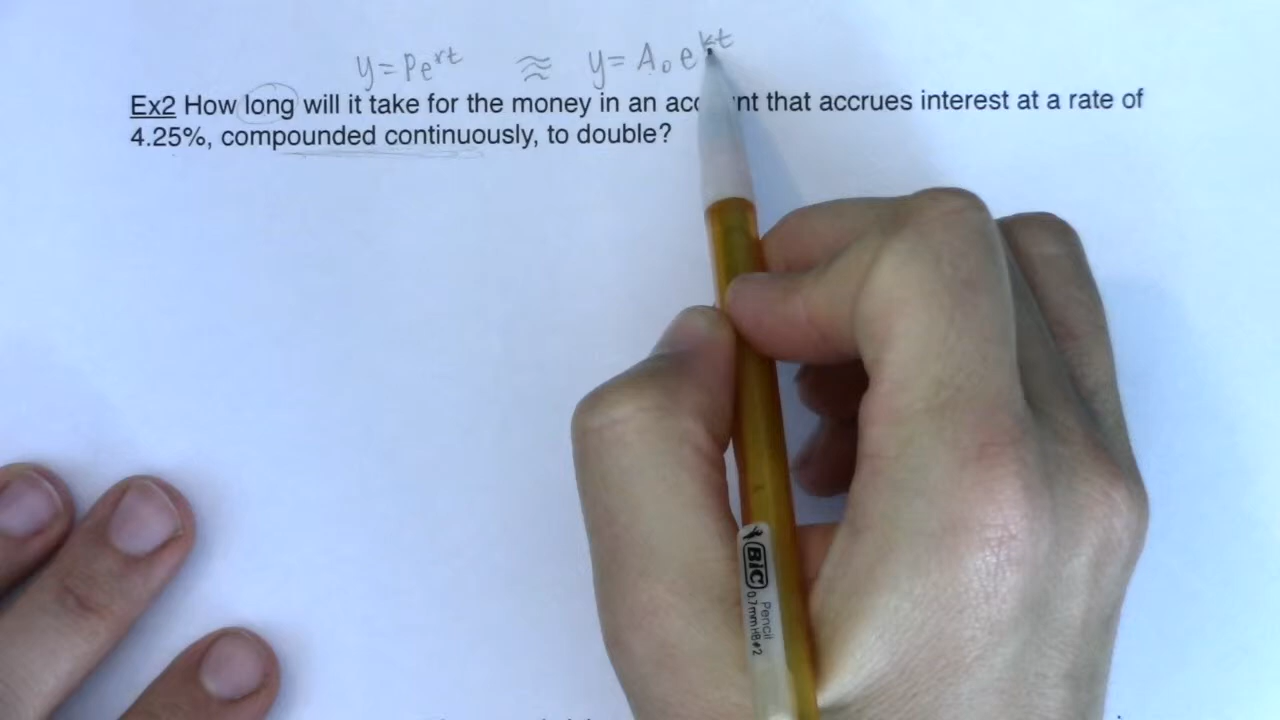 y=Pe^rt ≈ y=A₀e^kt
Ex2 How long will it take for the money in an acc nt that accrues interest at a rate of
4.25%, compounded continuously, to double?
BIC
Pencil
0.7mm HB#2